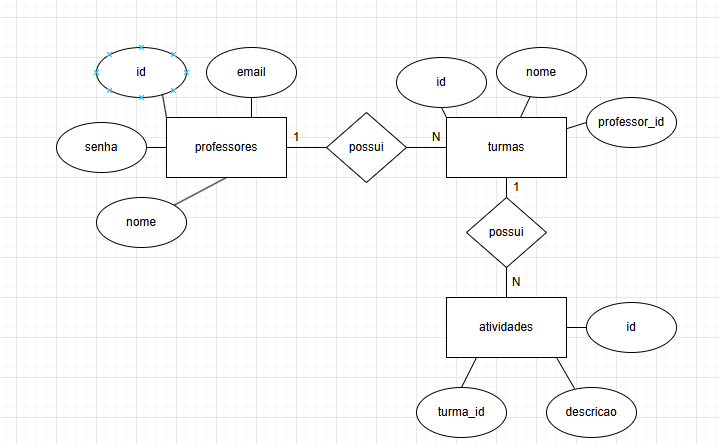 id
email
id
nome
professor_id
senha
professores
1
possui
N
turmas
nome
1
possui
N
atividades
id
turma_id
descricao